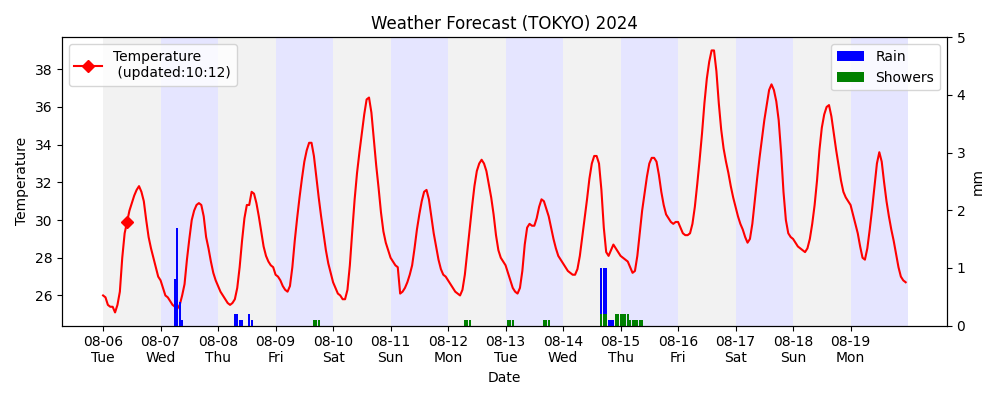 Weather Forecast (TOKYO) 2024
Temperature
(updated:10:12)
Rain
Showers
Temperature
38
36
34
32
30
28
26
5
4
3
2
1
0
mm
08-06 08-07 08-08 08-09 08-10 08-11 08-12 08-13 08-14 08-15 08-16 08-17 08-18 08-19
Tue Wed Thu Fri Sat Sun Mon Tue Wed Thu Fri Sat Sun Mon
Date